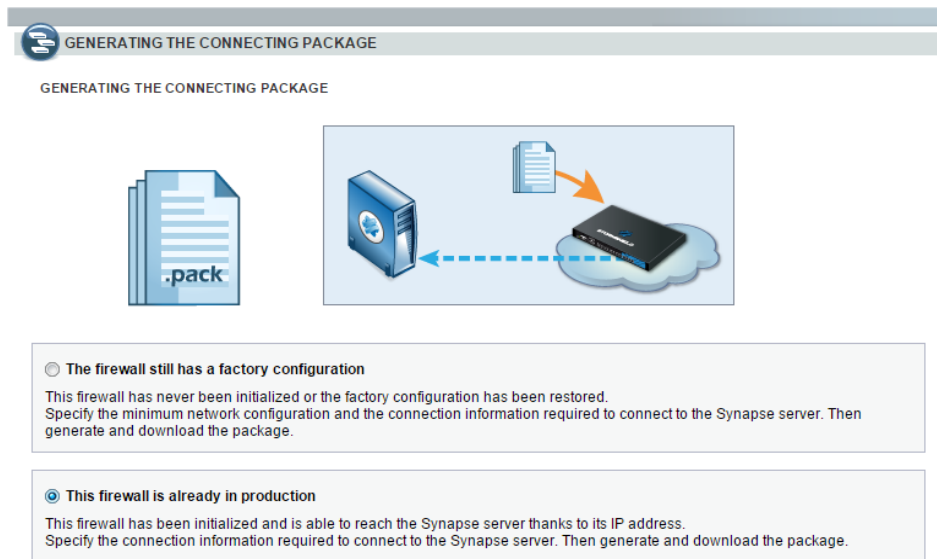 GENERATING THE CONNECTING PACKAGE
GENERATING THE CONNECTING PACKAGE
.pack
STORMSHIELD
The firewall still has a factory configuration
This firewall has never been initialized or the factory configuration has been restored.
Specify the minimum network configuration and the connection information required to connect to the Synapse server. Then
generate and download the package.
This firewall is already in production
This firewall has been initialized and is able to reach the Synapse server thanks to its IP address.
Specify the connection information required to connect to the Synapse server. Then generate and download the package.